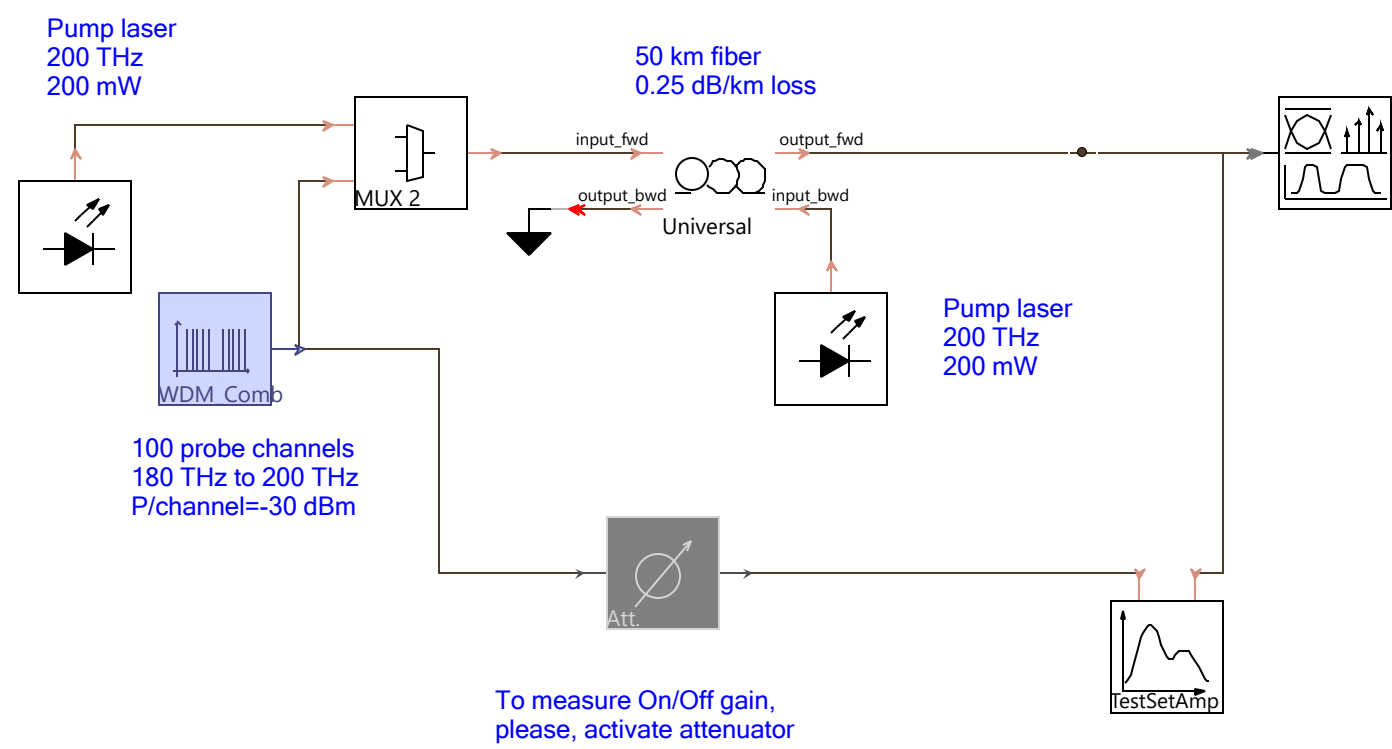 Pump laser
200 THz
200 mW
50 km fiber
0.25 dB/km loss
input_fwd
output_fwd
MUX 2
output_bwd
input_bwd
Universal
Pump laser
200 THz
200 mW
WDM_Comb
100 probe channels
180 THz to 200 THz
P/channel=-30 dBm
Att.
TestSetAmp
To measure On/Off gain,
please, activate attenuator